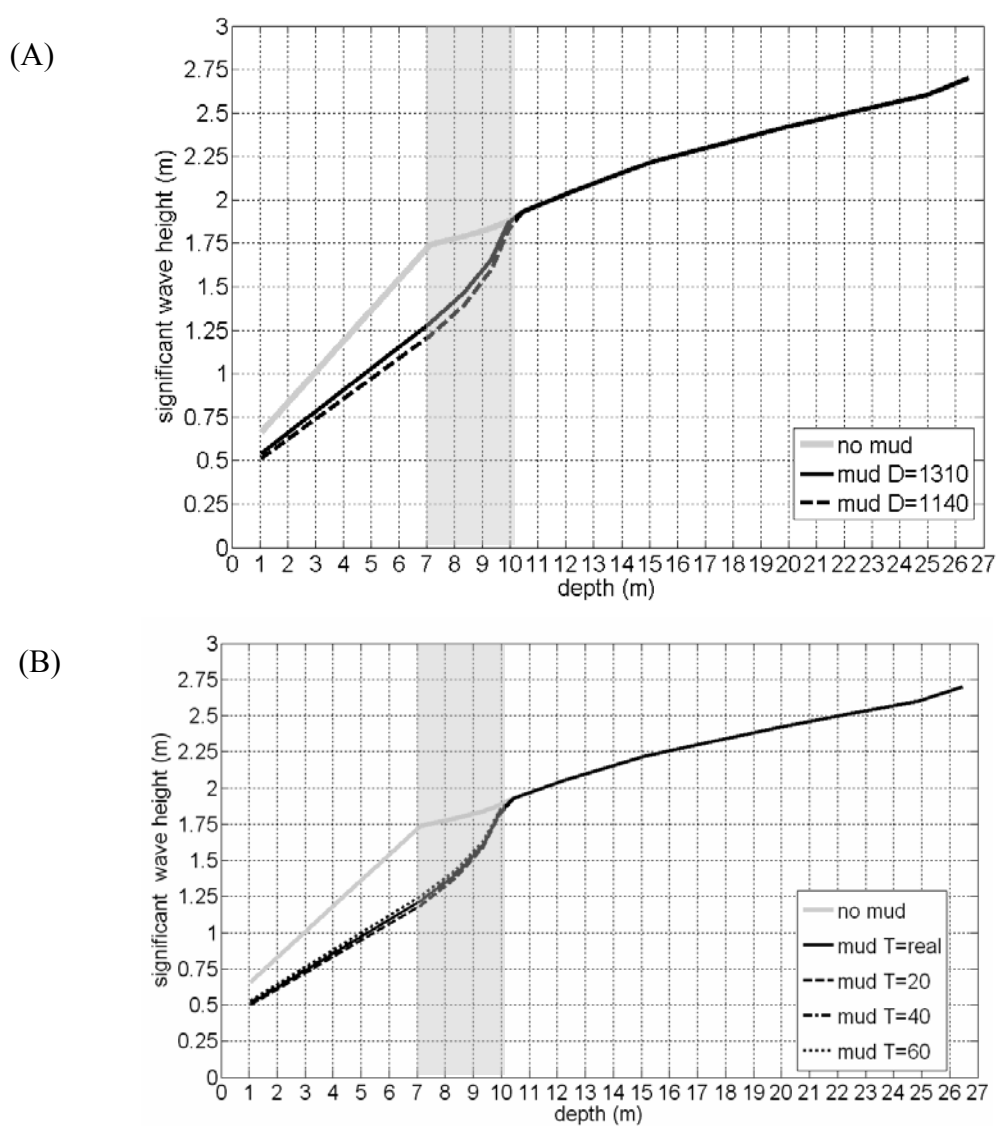 (A)
3
2.75
2.5
2.25
2
1.75
1.5
1.25
1
0.75
0.5
0.25
0
significant wave height (m)
no mud
mud D=1310
mud D=1140
0 1 2 3 4 5 6 7 8 9 10 11 12 13 14 15 16 17 18 19 20 21 22 23 24 25 26 27
depth (m)
(B)
3
2.75
2.5
2.25
2
1.75
1.5
1.25
1
0.75
0.5
0.25
0
significant wave height (m)
no mud
mud T=real
mud T=20
mud T=40
mud T=60
0 1 2 3 4 5 6 7 8 9 10 11 12 13 14 15 16 17 18 19 20 21 22 23 24 25 26 27
depth (m)